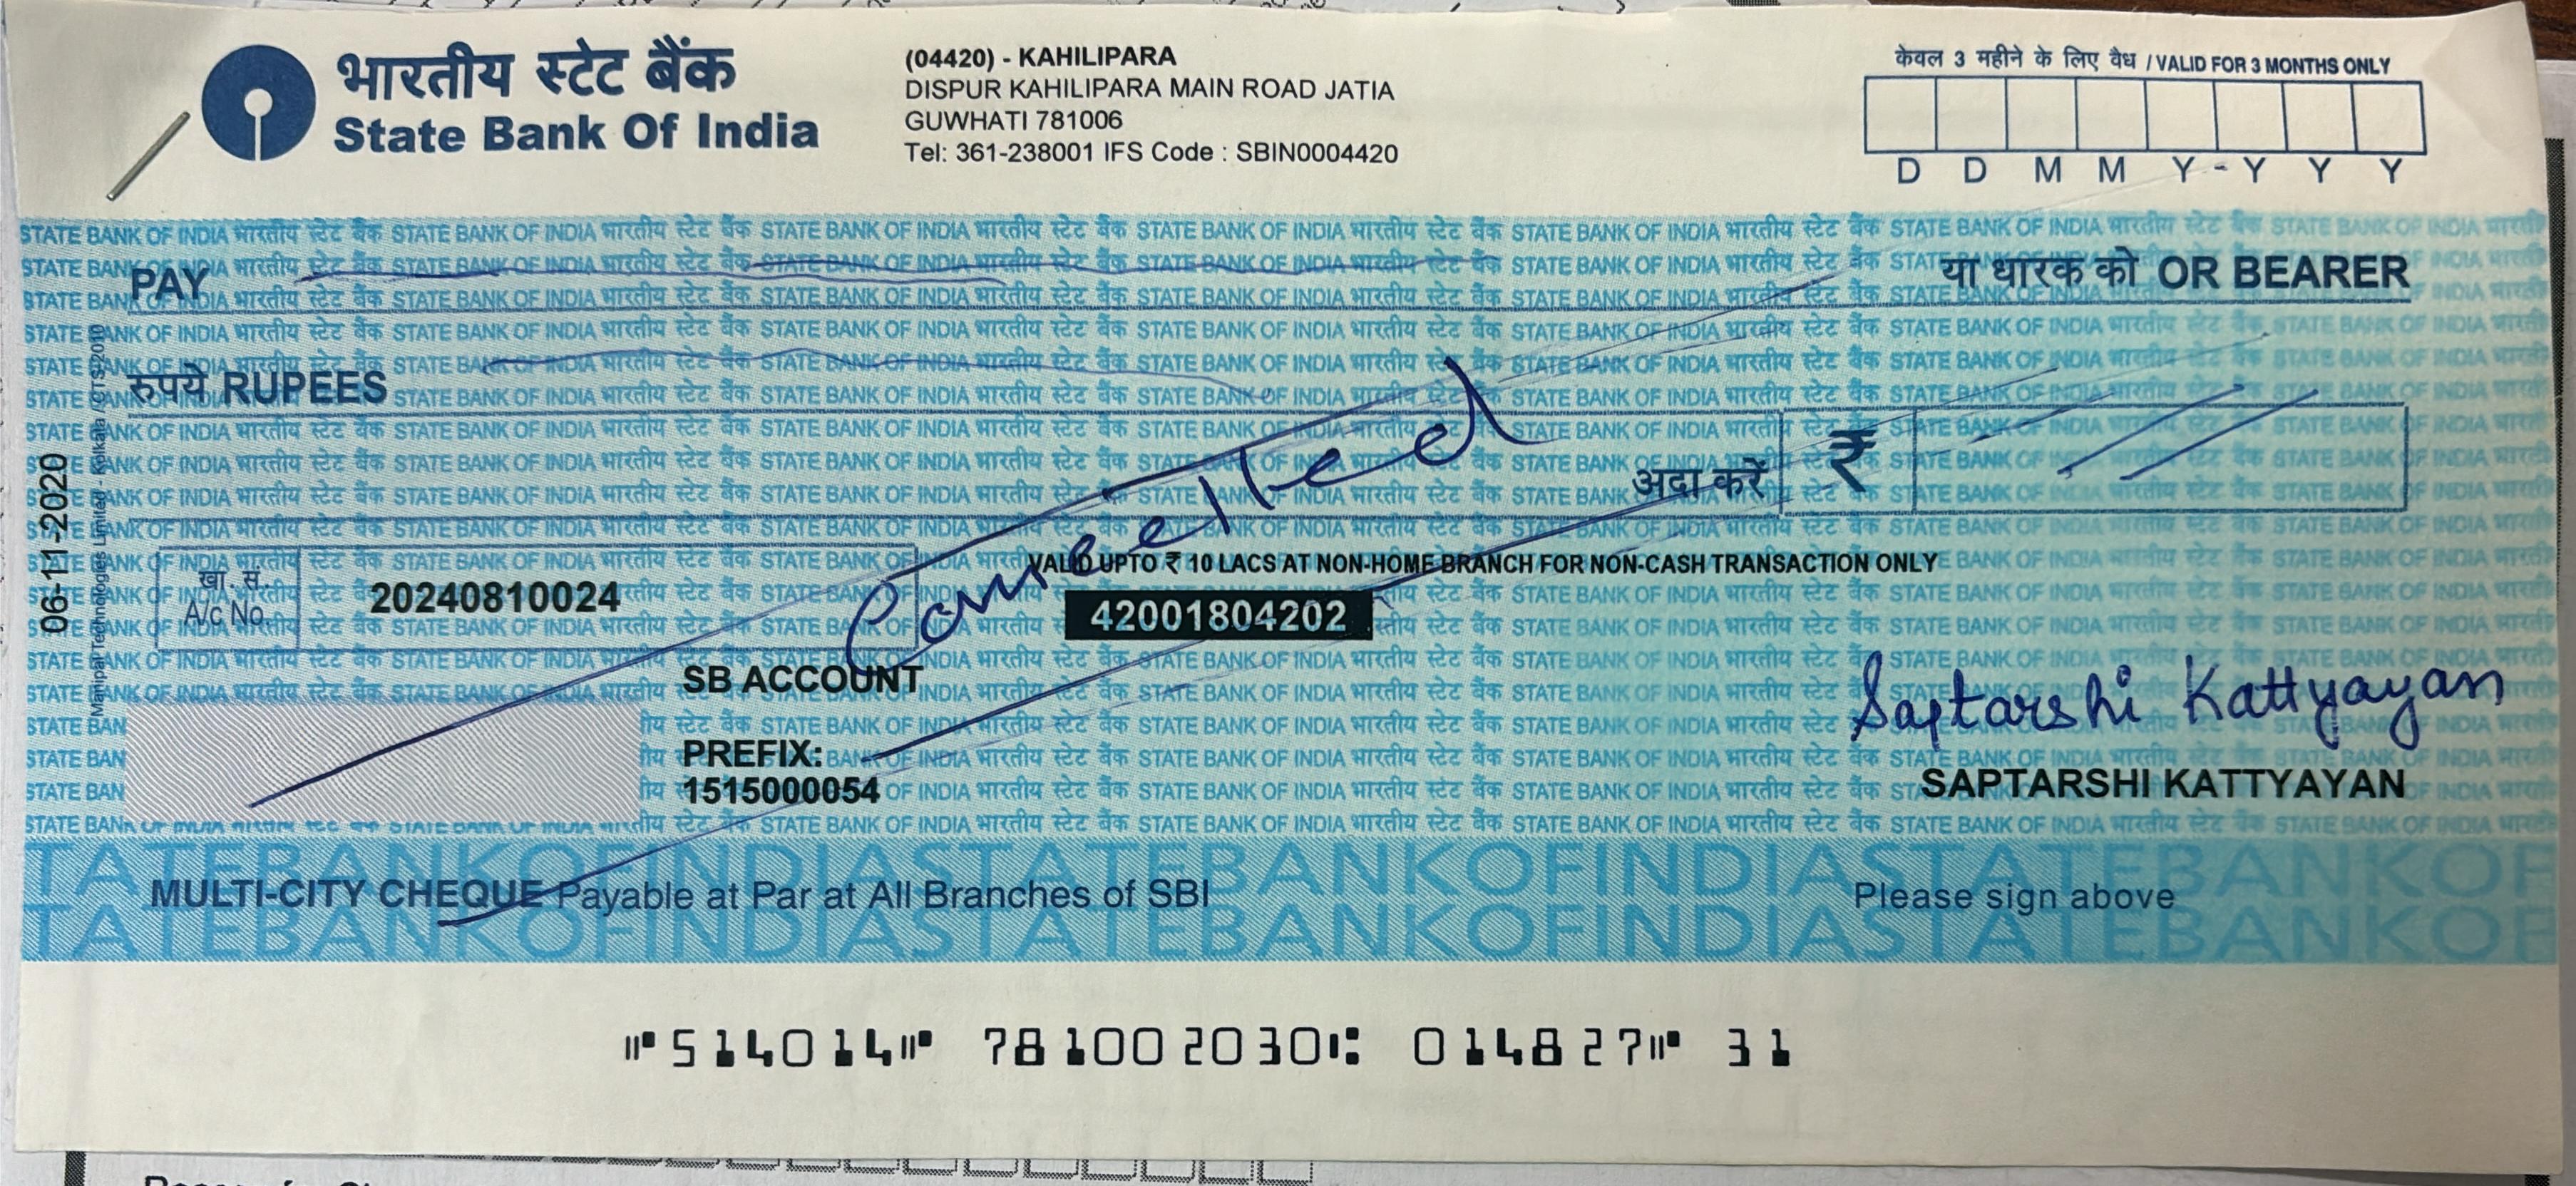 भारतीय स्टेट बैंक
State Bank Of India
(04420) - KAHILIPARA
DISPUR KAHILIPARA MAIN ROAD JATIA
GUWHATI 781006
Tel: 361-238001 IFS Code : SBIN0004420
केवल 3 महीने के लिए वैध / VALID FOR 3 MONTHS ONLY
D D M M Y Y Y Y
PAY
या धारक को OR BEARER
रुपये RUPEES
अदा करें ₹
Cancelled
06-11-2020
Manipal Technologies Limited - Kolkata / CTS-2010
खा. सं.
A/c No.
20240810024
VALID UPTO ₹ 10 LACS AT NON-HOME BRANCH FOR NON-CASH TRANSACTION ONLY
42001804202
SB ACCOUNT
PREFIX:
1515000054
Saptarshi Kattyayan
SAPTARSHI KATTYAYAN
MULTI-CITY CHEQUE Payable at Par at All Branches of SBI
Please sign above
⑈514014⑈ 781002030⑆ 014827⑈ 31